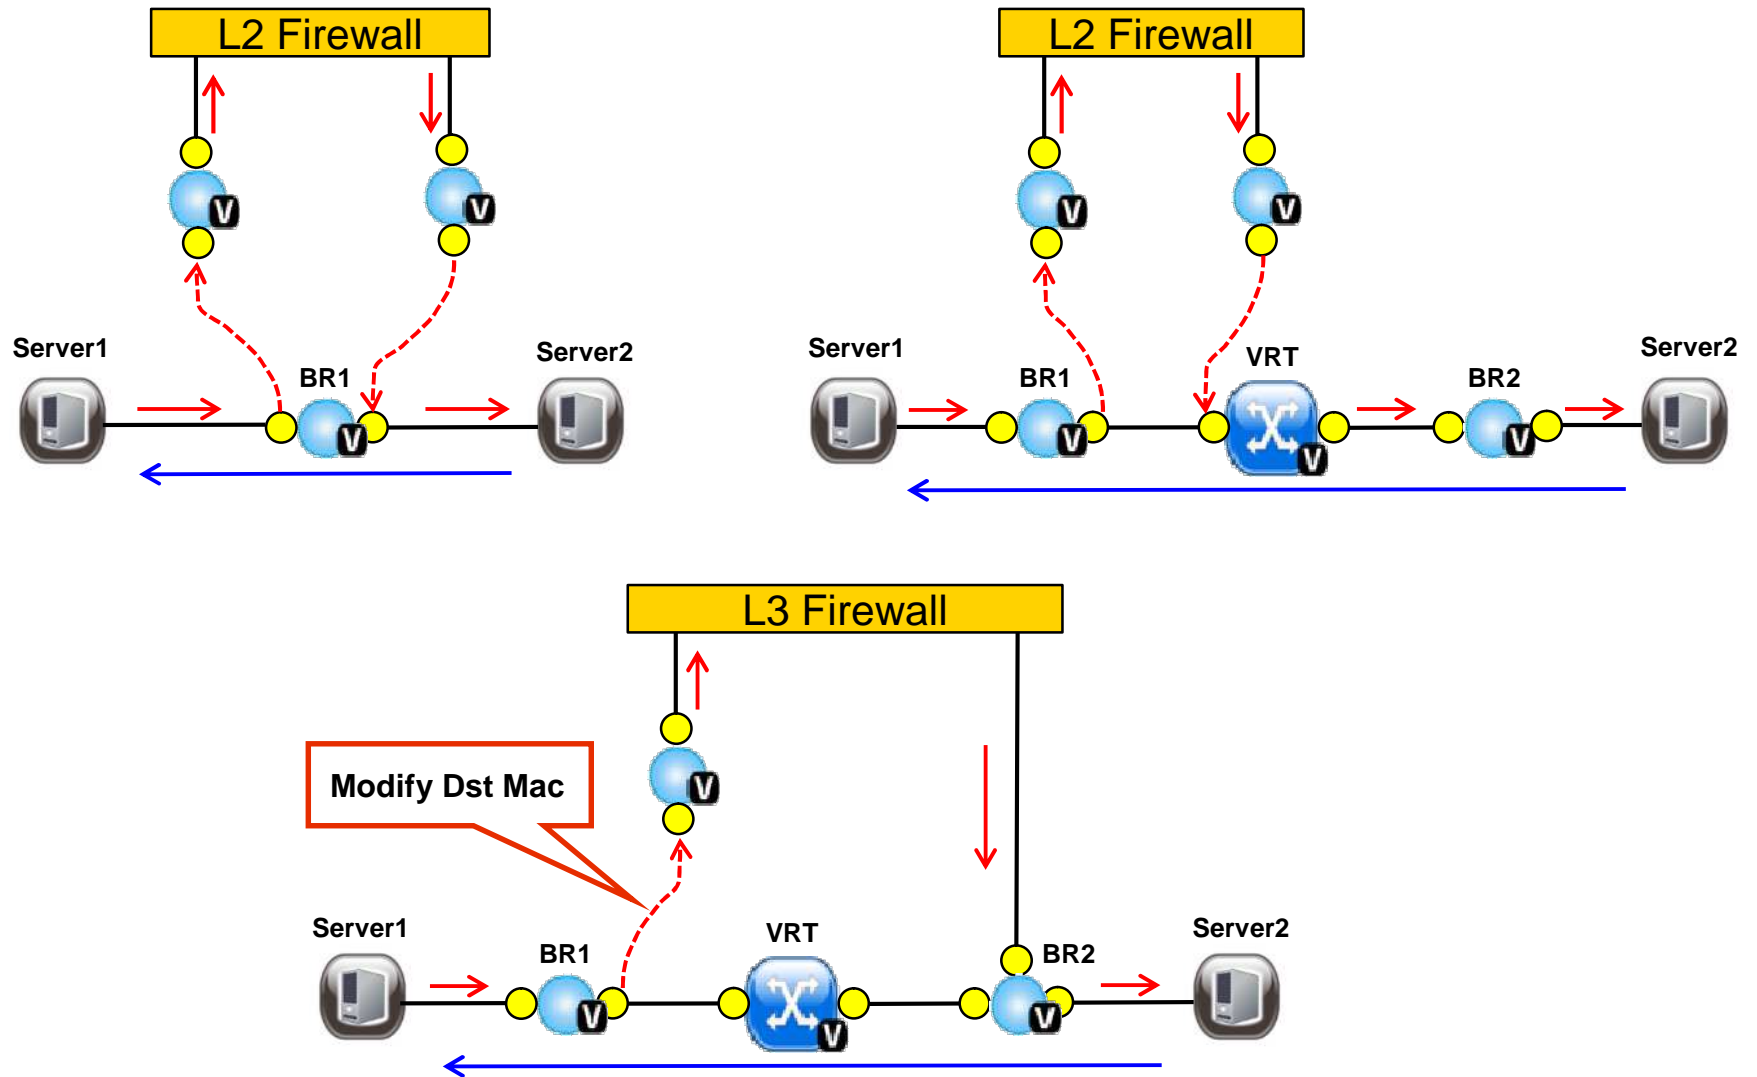 L2 Firewall
V
V
Server1
BR1
V
Server2
L2 Firewall
V
V
Server1
BR1
V
VRT
V
BR2
V
Server2
L3 Firewall
Modify Dst Mac
V
Server1
BR1
V
VRT
V
BR2
V
Server2